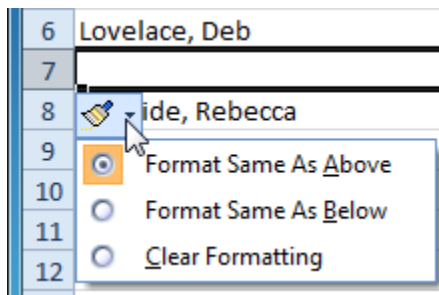 6 Lovelace, Deb
7
8 ide, Rebecca
9
Format Same As Above
10
Format Same As Below
11
Clear Formatting
12